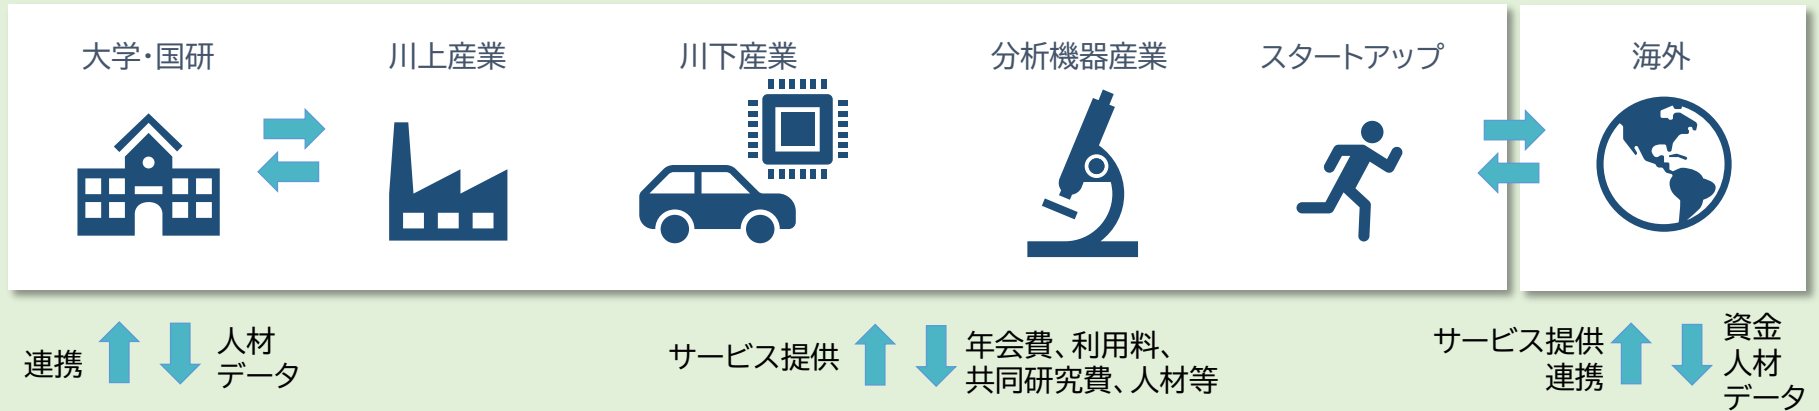 大学・国研
川上産業
川下産業
分析機器産業
スタートアップ
海外
連携
人材
データ
サービス提供
年会費、利用料、
共同研究費、人材等
サービス提供
連携
資金
人材
データ